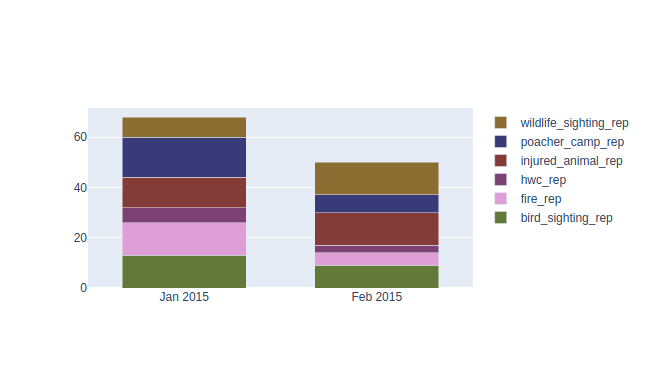 60
40
20
0
Jan 2015
Feb 2015
wildlife_sighting_rep
poacher_camp_rep
injured_animal_rep
hwc_rep
fire_rep
bird_sighting_rep